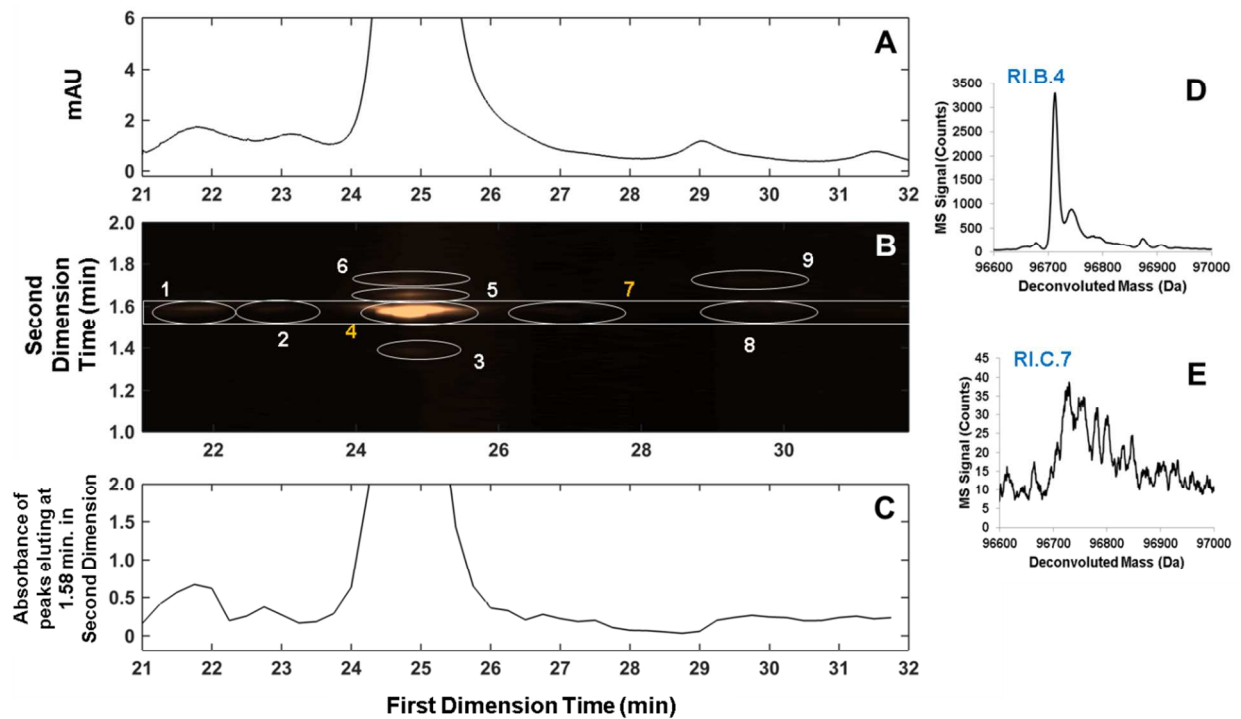 A
mAU
6
4
2
0
21 22 23 24 25 26 27 28 29 30 31 32
B
Second
Dimension
Time (min)
2.0
1.8
1.6
1.4
1.2
1.0
6
9
1
5
7
2
4
8
3
22 24 26 28 30
C
Absorbance of
peaks eluting at
1.58 min. in
Second Dimension
2.0
1.5
1.0
0.5
0
21 22 23 24 25 26 27 28 29 30 31 32
First Dimension Time (min)
RI.B.4
D
MS Signal (Counts)
3500
3000
2500
2000
1500
1000
500
0
96600 96700 96800 96900 97000
Deconvoluted Mass (Da)
RI.C.7
E
MS Signal (Counts)
45
40
35
30
25
20
15
10
5
0
96600 96700 96800 96900 97000
Deconvoluted Mass (Da)